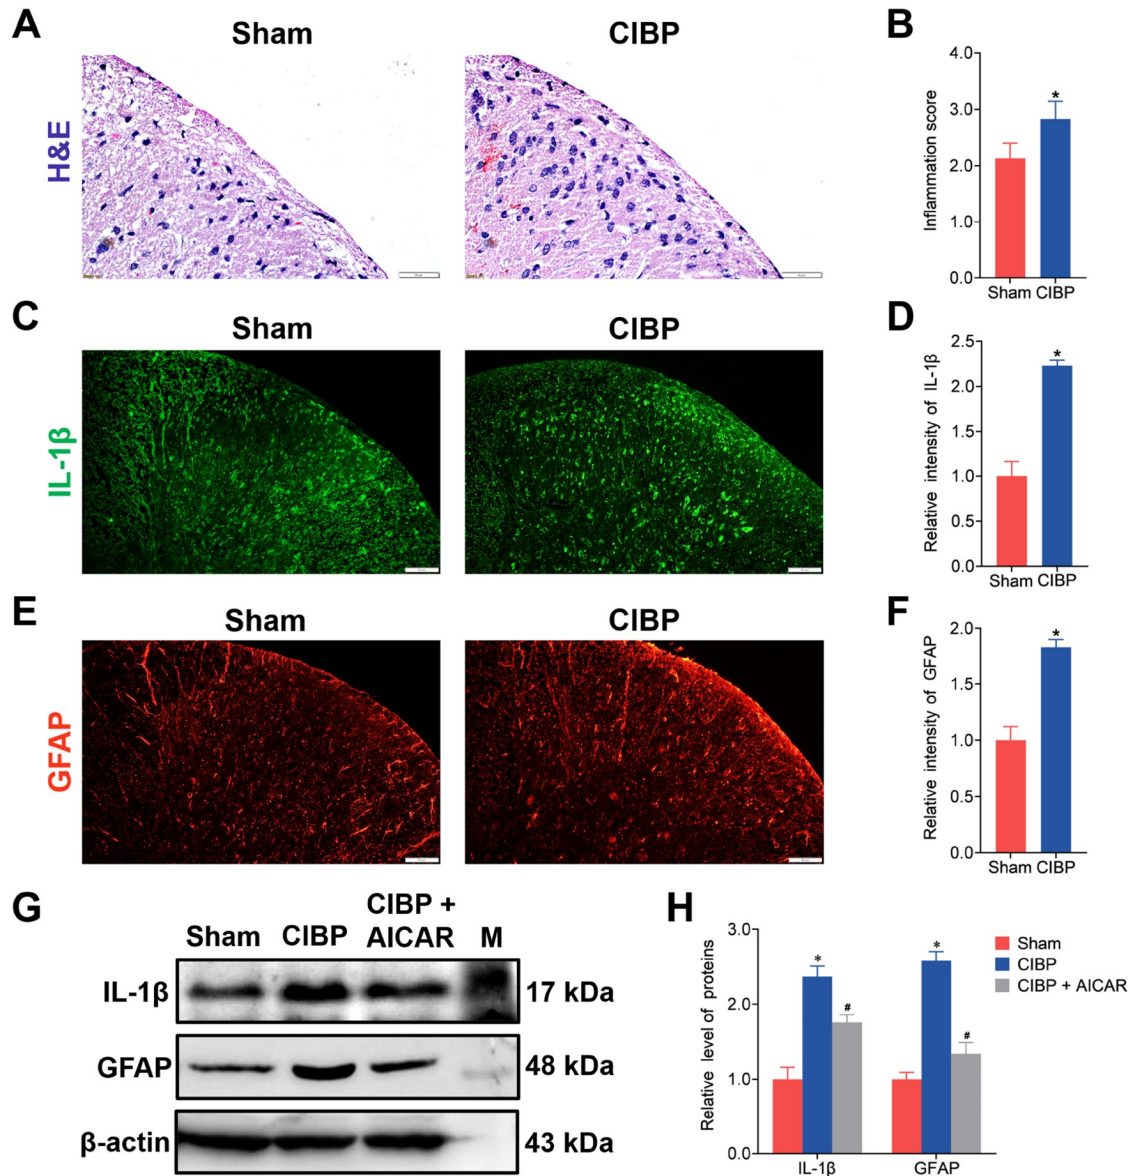 A
Sham
CIBP
H&E
B
4.0
3.0
2.0
1.0
0.0
Inflammation score
*
Sham CIBP
C
Sham
CIBP
IL-1β
D
2.5
2.0
1.5
1.0
0.5
0.0
Relative intensity of IL-1β
*
Sham CIBP
E
Sham
CIBP
GFAP
F
2.0
1.5
1.0
0.5
0.0
Relative intensity of GFAP
*
Sham CIBP
G
Sham
CIBP
CIBP +
AICAR
M
IL-1β
17 kDa
GFAP
48 kDa
β-actin
43 kDa
H
3.0
2.0
1.0
0.0
Relative level of proteins
*
#
*
#
IL-1β
GFAP
Sham
CIBP
CIBP + AICAR